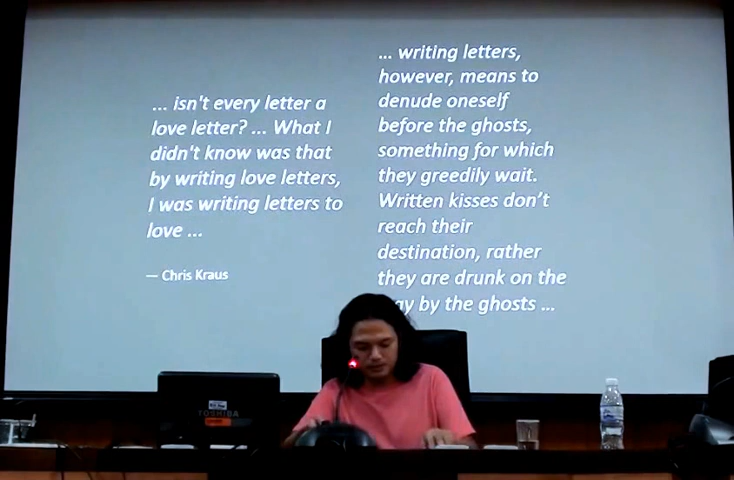 ... isn't every letter a
love letter? ... What I
didn't know was that
by writing love letters,
I was writing letters to
love ...
— Chris Kraus
... writing letters,
however, means to
denude oneself
before the ghosts,
something for which
they greedily wait.
Written kisses don’t
reach their
destination, rather
they are drunk on the
by the ghosts ...
TOSHIBA